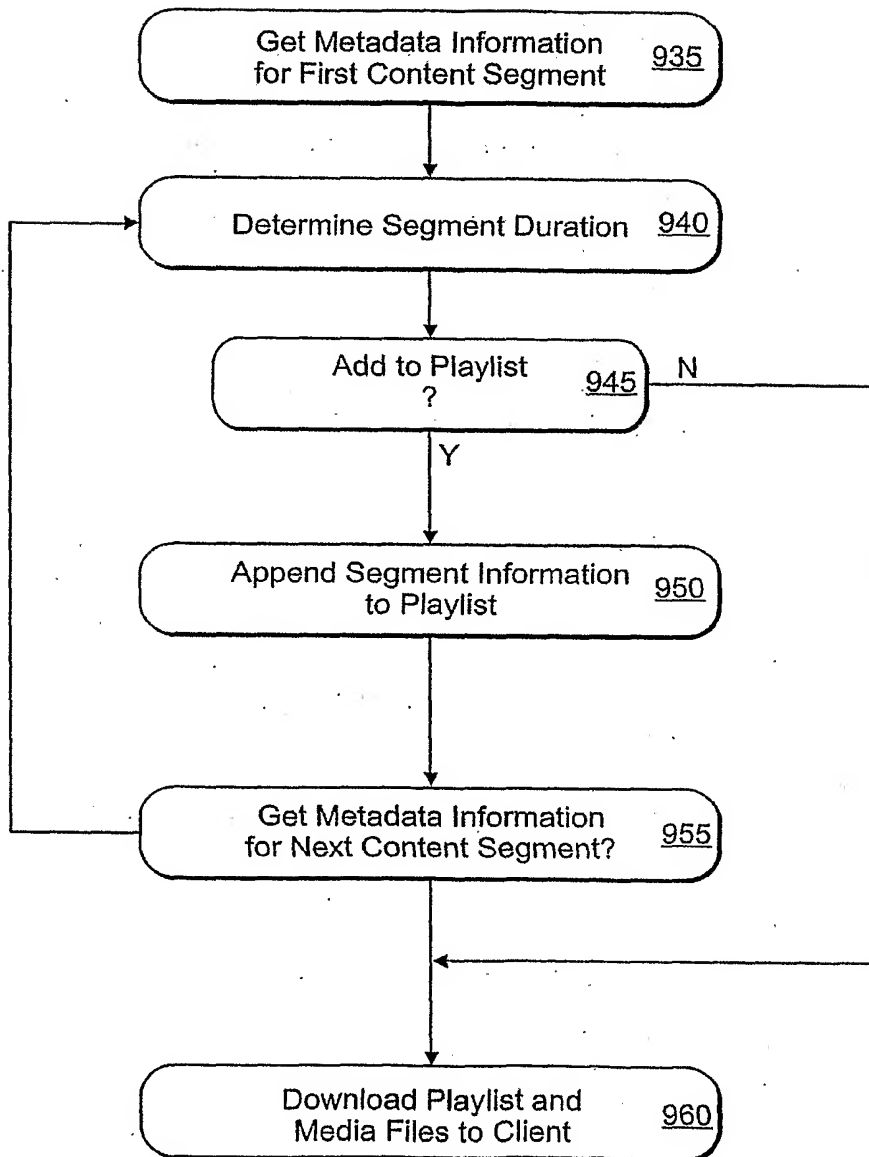 Get Metadata Information
for First Content Segment
935
Determine Segment Duration
940
Add to Playlist
?
945
N
Y
Append Segment Information
to Playlist
950
Get Metadata Information
for Next Content Segment?
955
Download Playlist and
Media Files to Client
960